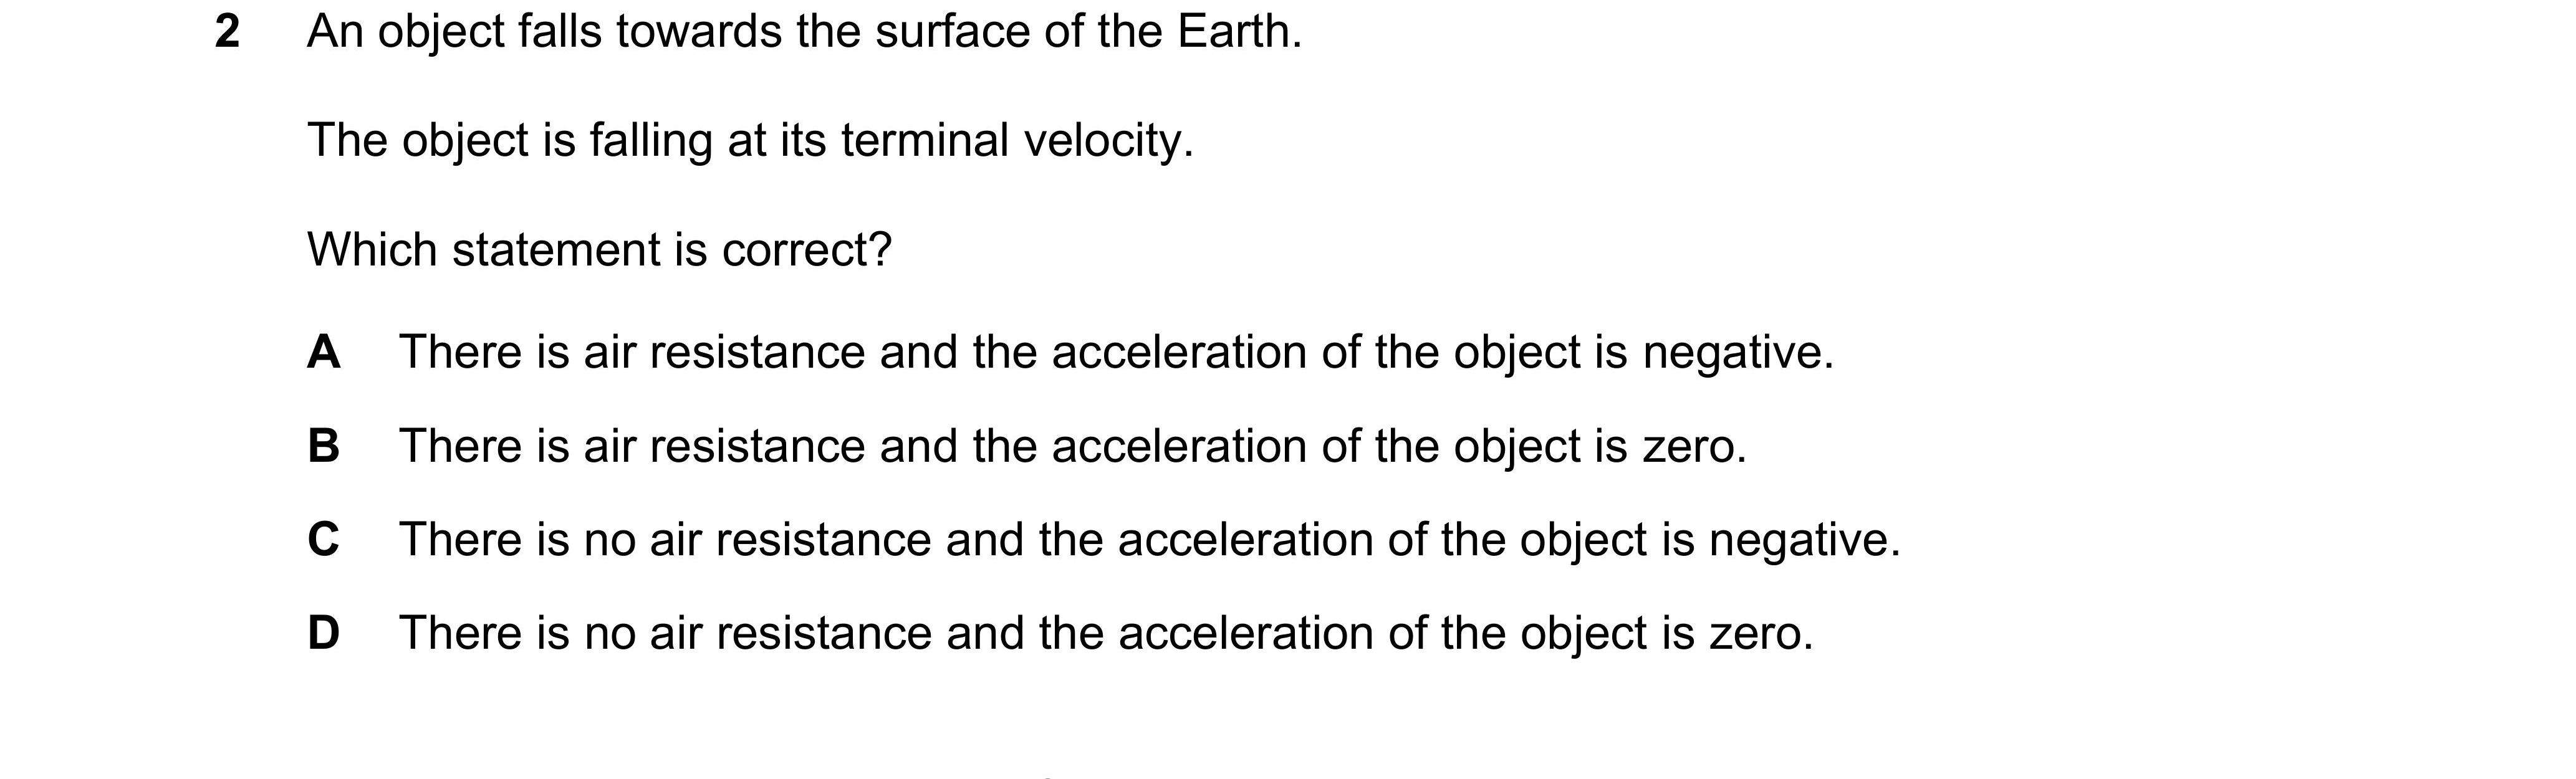 2 An object falls towards the surface of the Earth.
The object is falling at its terminal velocity.
Which statement is correct?
A There is air resistance and the acceleration of the object is negative.
B There is air resistance and the acceleration of the object is zero.
C There is no air resistance and the acceleration of the object is negative.
D There is no air resistance and the acceleration of the object is zero.